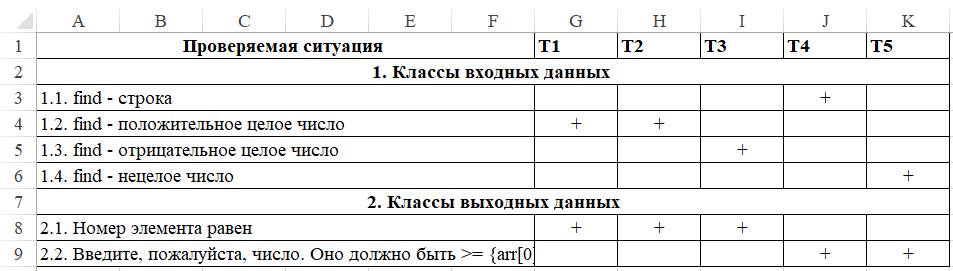 A B C D E F G H I J K
1 Проверяемая ситуация T1 T2 T3 T4 T5
2 1. Классы входных данных
3 1.1. find - строка +
4 1.2. find - положительное целое число + +
5 1.3. find - отрицательное целое число +
6 1.4. find - нецелое число +
7 2. Классы выходных данных
8 2.1. Номер элемента равен + + +
9 2.2. Введите, пожалуйста, число. Оно должно быть >= {arr[0] + +